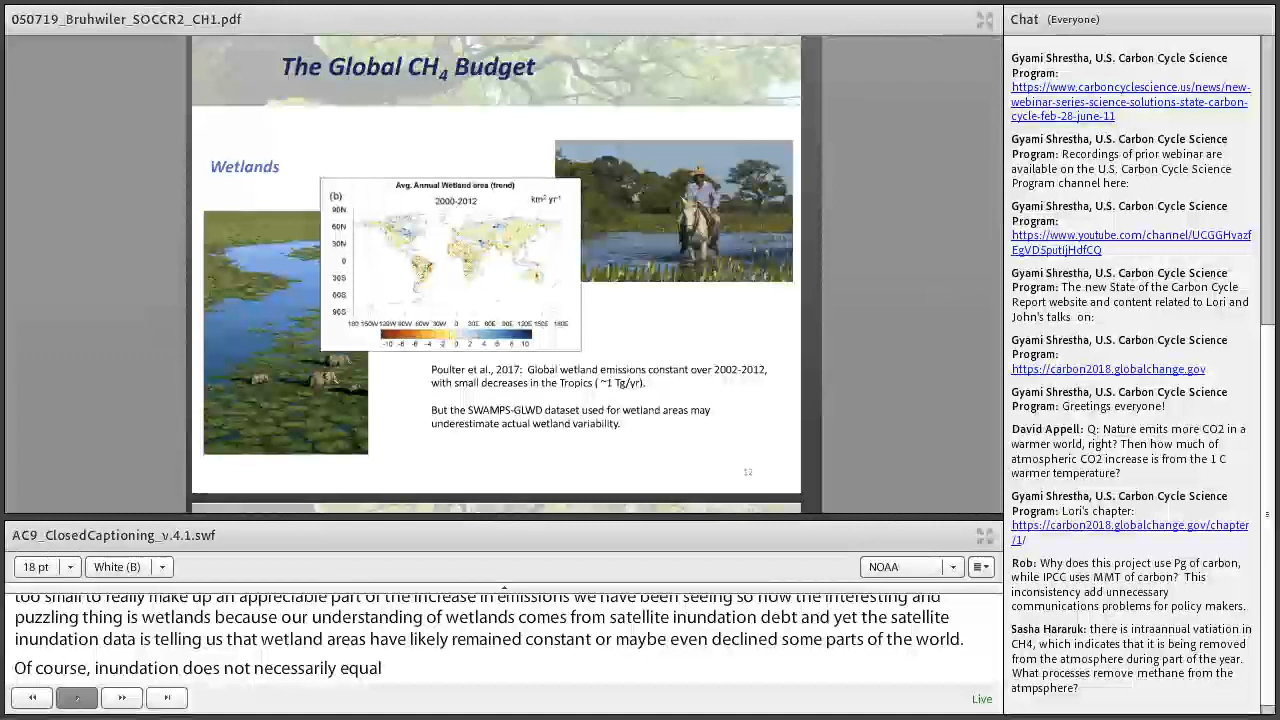 050719_Bruhwiler_SOCCR2_CH1.pdf
The Global CH4 Budget
Wetlands
Avg. Annual Wetland area (trend)
(b)
2000-2012
km² yr⁻¹
90N
60N
30N
0
30S
60S
96S
180 150W 120W 90W 60W 30W 0 30E 60E 90E 120E 150E 180E
-10 -8 -6 -4 -2 0 2 4 6 8 10
Poulter et al., 2017: Global wetland emissions constant over 2002-2012,
with small decreases in the Tropics ( ~1 Tg/yr).
But the SWAMPS-GLWD dataset used for wetland areas may
underestimate actual wetland variability.
12
AC9_ClosedCaptioning_v.4.1.swf
18 pt
White (B)
NOAA
too small to really make up an appreciable part of the increase in emissions we have been seeing so now the interesting and
puzzling thing is wetlands because our understanding of wetlands comes from satellite inundation debt and yet the satellite
inundation data is telling us that wetland areas have likely remained constant or maybe even declined some parts of the world.
Of course, inundation does not necessarily equal
Live
Chat (Everyone)
Gyami Shrestha, U.S. Carbon Cycle Science
Program:
https://www.carboncyclescience.us/news/new-
webinar-series-science-solutions-state-carbon-
cycle-feb-28-june-11
Gyami Shrestha, U.S. Carbon Cycle Science
Program: Recordings of prior webinar are
available on the U.S. Carbon Cycle Science
Program channel here:
Gyami Shrestha, U.S. Carbon Cycle Science
Program:
https://www.youtube.com/channel/UCGGHvazf
EgVDSputIjHdfCQ
Gyami Shrestha, U.S. Carbon Cycle Science
Program: The new State of the Carbon Cycle
Report website and content related to Lori and
John's talks on:
Gyami Shrestha, U.S. Carbon Cycle Science
Program:
https://carbon2018.globalchange.gov
Gyami Shrestha, U.S. Carbon Cycle Science
Program: Greetings everyone!
David Appell: Q: Nature emits more CO2 in a
warmer world, right? Then how much of
atmospheric CO2 increase is from the 1 C
warmer temperature?
Gyami Shrestha, U.S. Carbon Cycle Science
Program: Lori's chapter:
https://carbon2018.globalchange.gov/chapter
/1/
Rob: Why does this project use Pg of carbon,
while IPCC uses MMT of carbon? This
inconsistency add unnecessary
communications problems for policy makers.
Sasha Hararuk: there is intraannual vatiation in
CH4, which indicates that it is being removed
from the atmosphere during part of the year.
What processes remove methane from the
atmpsphere?